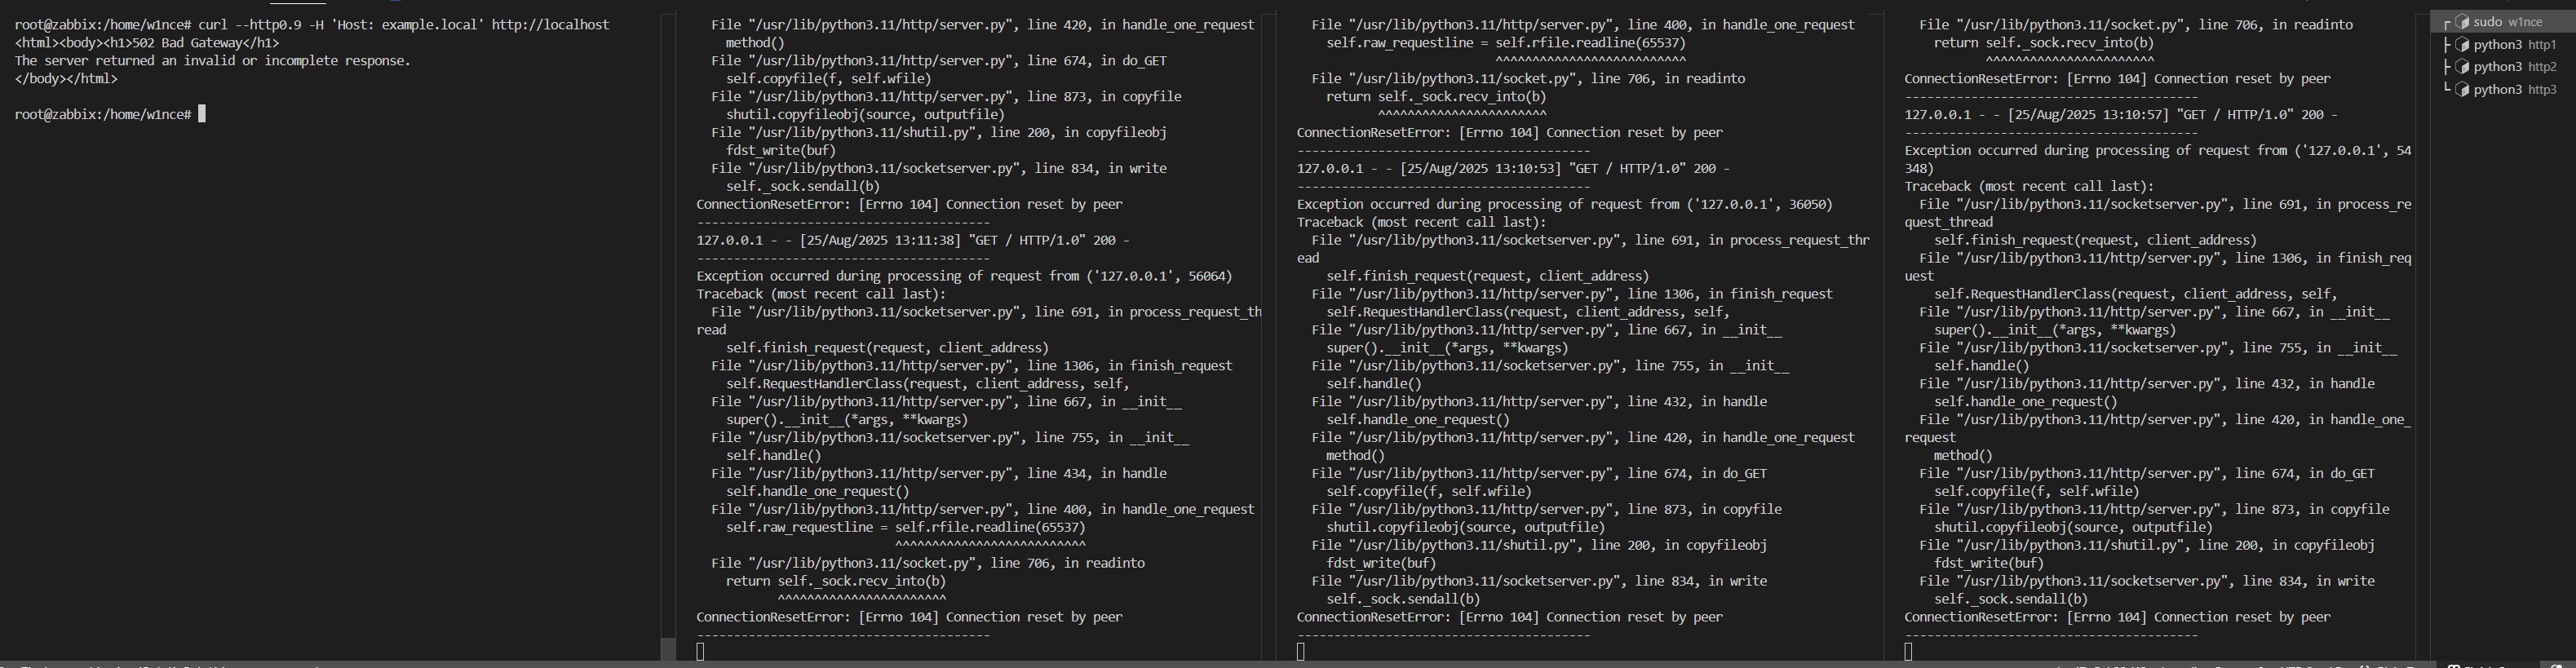 root@zabbix:/home/w1nce# curl --http0.9 -H 'Host: example.local' http://localhost
<html><body><h1>502 Bad Gateway</h1>
The server returned an invalid or incomplete response.
</body></html>
root@zabbix:/home/w1nce#
File "/usr/lib/python3.11/http/server.py", line 420, in handle_one_request
method()
File "/usr/lib/python3.11/http/server.py", line 674, in do_GET
self.copyfile(f, self.wfile)
File "/usr/lib/python3.11/http/server.py", line 873, in copyfile
shutil.copyfileobj(source, outputfile)
File "/usr/lib/python3.11/shutil.py", line 200, in copyfileobj
fdst_write(buf)
File "/usr/lib/python3.11/socketserver.py", line 834, in write
self._sock.sendall(b)
ConnectionResetError: [Errno 104] Connection reset by peer
----------------------------------------
127.0.0.1 - - [25/Aug/2025 13:11:38] "GET / HTTP/1.0" 200 -
----------------------------------------
Exception occurred during processing of request from ('127.0.0.1', 56064)
Traceback (most recent call last):
File "/usr/lib/python3.11/socketserver.py", line 691, in process_request_th
read
self.finish_request(request, client_address)
File "/usr/lib/python3.11/http/server.py", line 1306, in finish_request
self.RequestHandlerClass(request, client_address, self,
File "/usr/lib/python3.11/http/server.py", line 667, in __init__
super().__init__(*args, **kwargs)
File "/usr/lib/python3.11/socketserver.py", line 755, in __init__
self.handle()
File "/usr/lib/python3.11/http/server.py", line 434, in handle
self.handle_one_request()
File "/usr/lib/python3.11/http/server.py", line 400, in handle_one_request
self.raw_requestline = self.rfile.readline(65537)
^^^^^^^^^^^^^^^^^^^^^^^^^^
File "/usr/lib/python3.11/socket.py", line 706, in readinto
return self._sock.recv_into(b)
^^^^^^^^^^^^^^^^^^^^^^^
ConnectionResetError: [Errno 104] Connection reset by peer
----------------------------------------
File "/usr/lib/python3.11/http/server.py", line 400, in handle_one_request
self.raw_requestline = self.rfile.readline(65537)
^^^^^^^^^^^^^^^^^^^^^^^^^^
File "/usr/lib/python3.11/socket.py", line 706, in readinto
return self._sock.recv_into(b)
^^^^^^^^^^^^^^^^^^^^^^^
ConnectionResetError: [Errno 104] Connection reset by peer
----------------------------------------
127.0.0.1 - - [25/Aug/2025 13:10:53] "GET / HTTP/1.0" 200 -
----------------------------------------
Exception occurred during processing of request from ('127.0.0.1', 36050)
Traceback (most recent call last):
File "/usr/lib/python3.11/socketserver.py", line 691, in process_request_thr
ead
self.finish_request(request, client_address)
File "/usr/lib/python3.11/http/server.py", line 1306, in finish_request
self.RequestHandlerClass(request, client_address, self,
File "/usr/lib/python3.11/http/server.py", line 667, in __init__
super().__init__(*args, **kwargs)
File "/usr/lib/python3.11/socketserver.py", line 755, in __init__
self.handle()
File "/usr/lib/python3.11/http/server.py", line 432, in handle
self.handle_one_request()
File "/usr/lib/python3.11/http/server.py", line 420, in handle_one_request
method()
File "/usr/lib/python3.11/http/server.py", line 674, in do_GET
self.copyfile(f, self.wfile)
File "/usr/lib/python3.11/http/server.py", line 873, in copyfile
shutil.copyfileobj(source, outputfile)
File "/usr/lib/python3.11/shutil.py", line 200, in copyfileobj
fdst_write(buf)
File "/usr/lib/python3.11/socketserver.py", line 834, in write
self._sock.sendall(b)
ConnectionResetError: [Errno 104] Connection reset by peer
----------------------------------------
File "/usr/lib/python3.11/socket.py", line 706, in readinto
return self._sock.recv_into(b)
^^^^^^^^^^^^^^^^^^^^^^^
ConnectionResetError: [Errno 104] Connection reset by peer
----------------------------------------
127.0.0.1 - - [25/Aug/2025 13:10:57] "GET / HTTP/1.0" 200 -
----------------------------------------
Exception occurred during processing of request from ('127.0.0.1', 54
348)
Traceback (most recent call last):
File "/usr/lib/python3.11/socketserver.py", line 691, in process_re
quest_thread
self.finish_request(request, client_address)
File "/usr/lib/python3.11/http/server.py", line 1306, in finish_req
uest
self.RequestHandlerClass(request, client_address, self,
File "/usr/lib/python3.11/http/server.py", line 667, in __init__
super().__init__(*args, **kwargs)
File "/usr/lib/python3.11/socketserver.py", line 755, in __init__
self.handle()
File "/usr/lib/python3.11/http/server.py", line 432, in handle
self.handle_one_request()
File "/usr/lib/python3.11/http/server.py", line 420, in handle_one_
request
method()
File "/usr/lib/python3.11/http/server.py", line 674, in do_GET
self.copyfile(f, self.wfile)
File "/usr/lib/python3.11/http/server.py", line 873, in copyfile
shutil.copyfileobj(source, outputfile)
File "/usr/lib/python3.11/shutil.py", line 200, in copyfileobj
fdst_write(buf)
File "/usr/lib/python3.11/socketserver.py", line 834, in write
self._sock.sendall(b)
ConnectionResetError: [Errno 104] Connection reset by peer
----------------------------------------
sudo w1nce
python3 http1
python3 http2
python3 http3